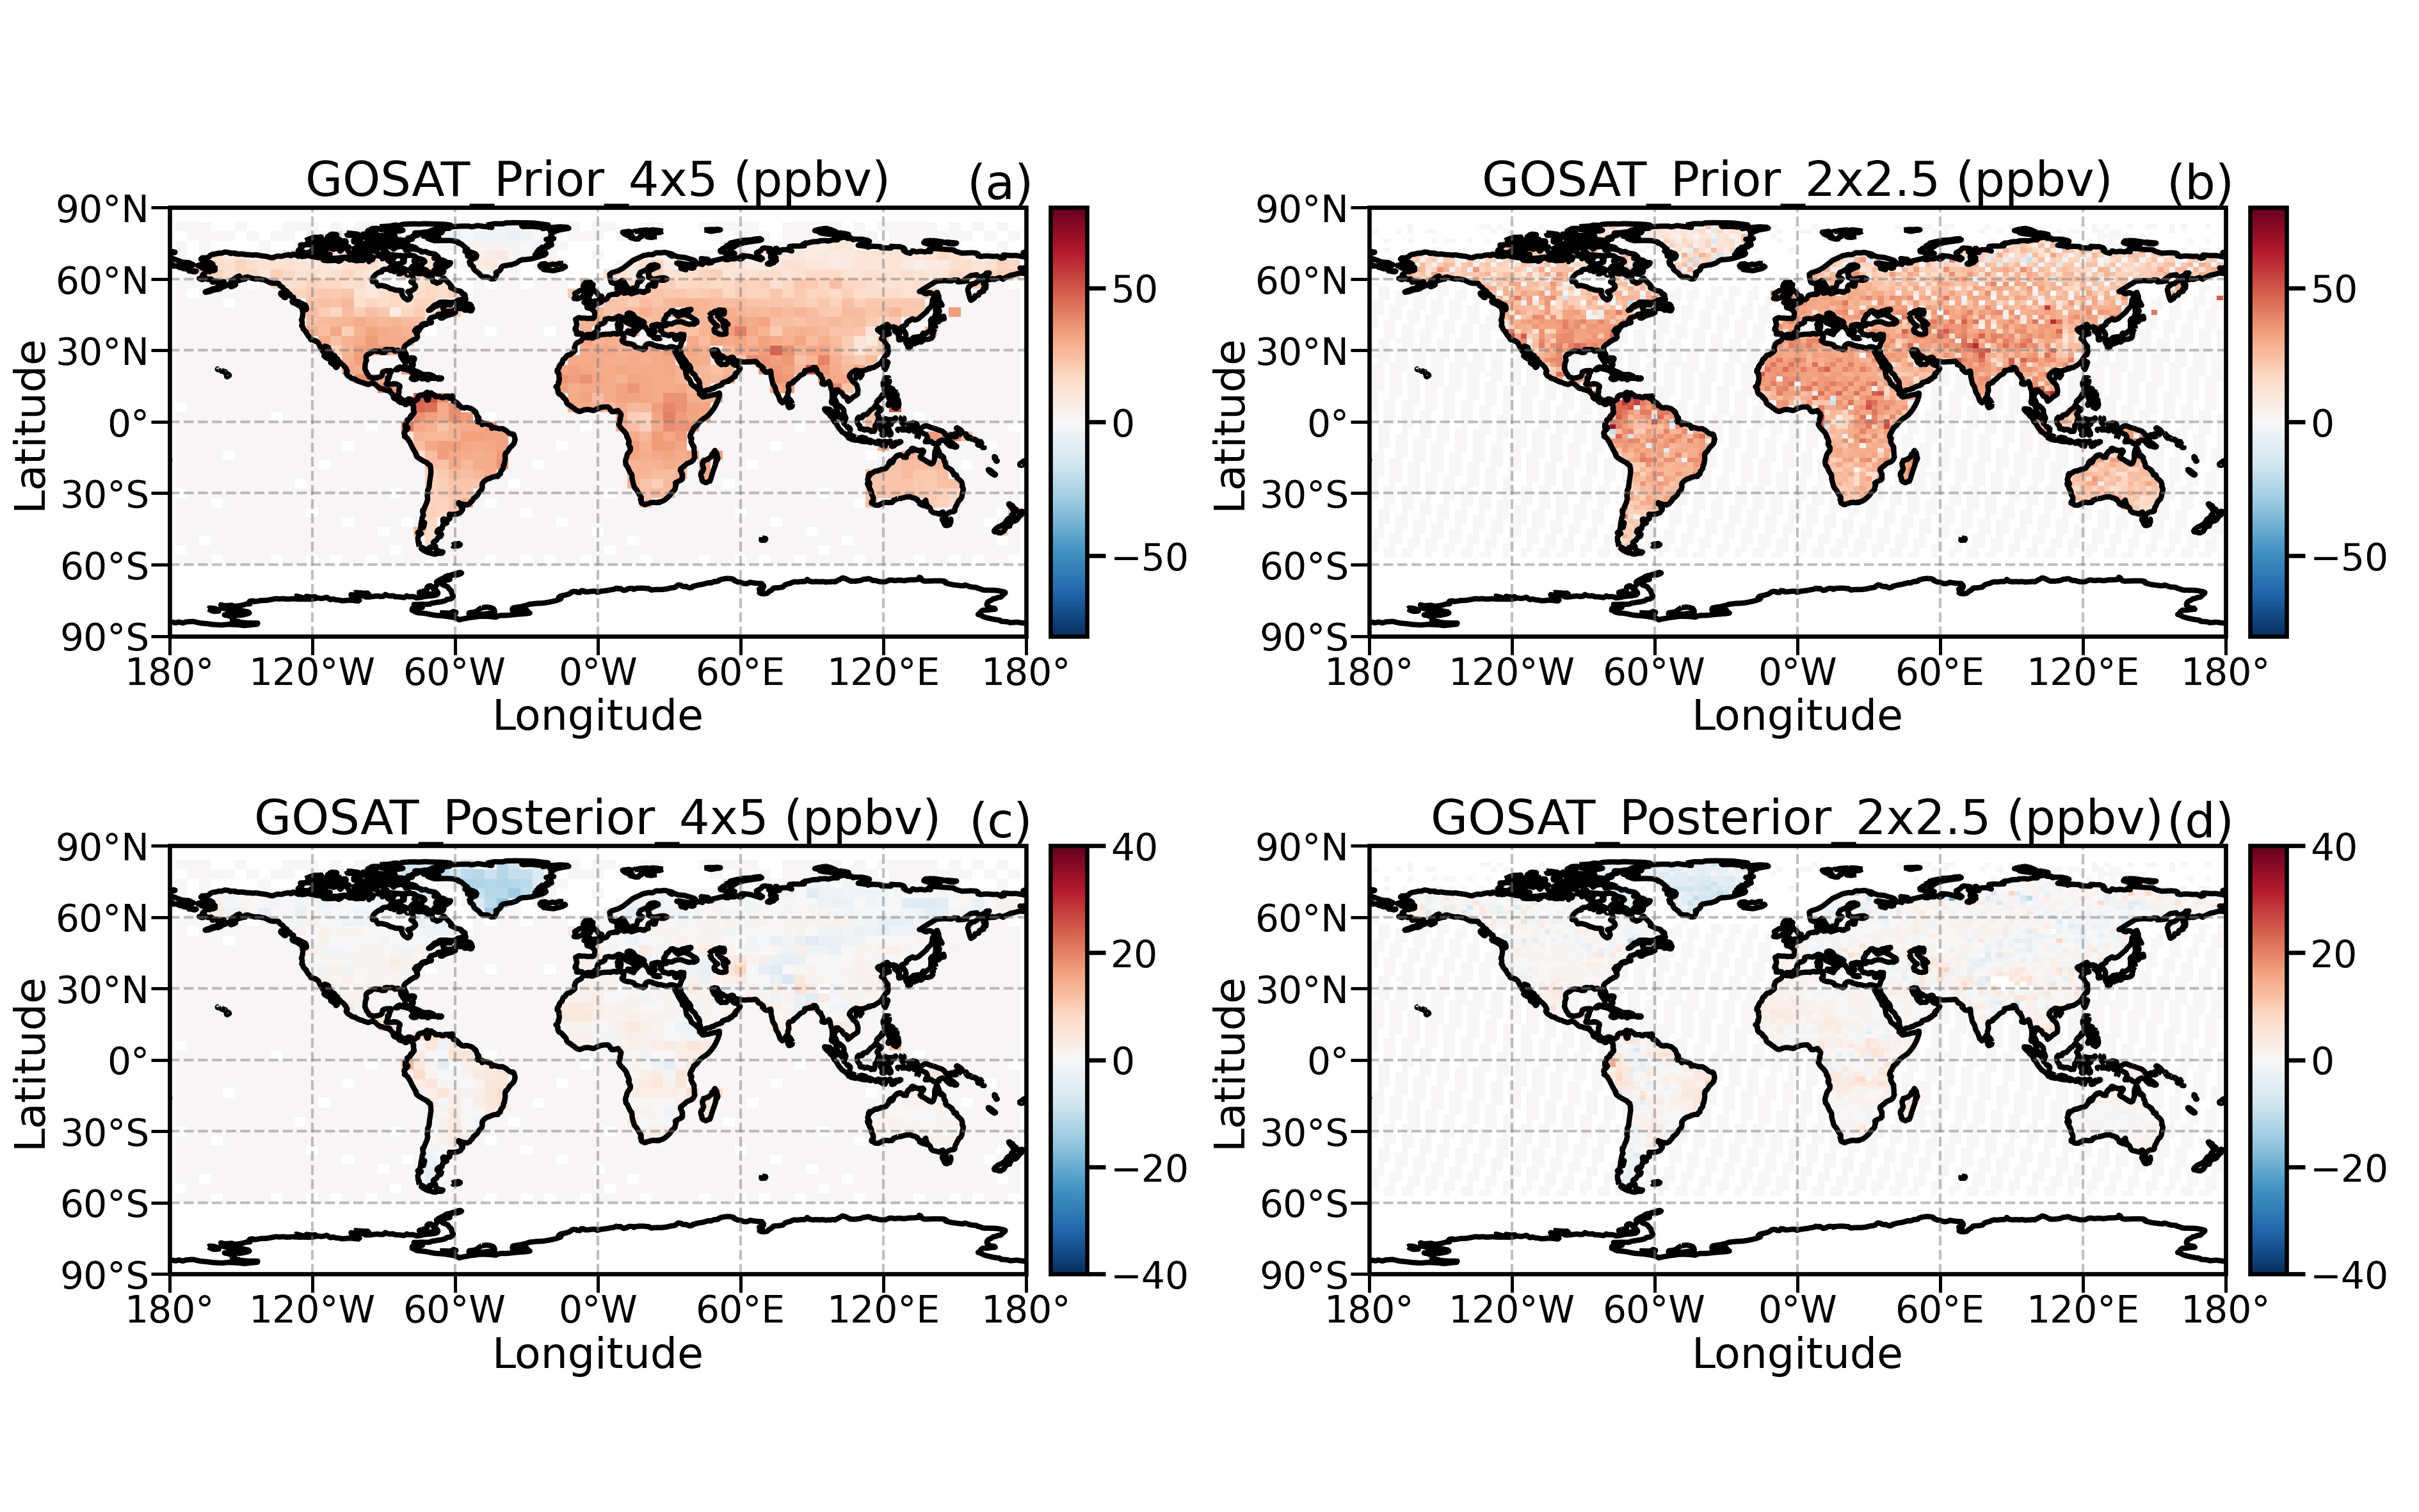 GOSAT_Prior_4x5 (ppbv) (a)
90°N
60°N
30°N
0°
30°S
60°S
90°S
Latitude
180° 120°W 60°W 0°W 60°E 120°E 180°
Longitude
50
0
−50
GOSAT_Prior_2x2.5 (ppbv) (b)
90°N
60°N
30°N
0°
30°S
60°S
90°S
Latitude
180° 120°W 60°W 0°W 60°E 120°E 180°
Longitude
50
0
−50
GOSAT_Posterior_4x5 (ppbv) (c)
90°N
60°N
30°N
0°
30°S
60°S
90°S
Latitude
180° 120°W 60°W 0°W 60°E 120°E 180°
Longitude
40
20
0
−20
−40
GOSAT_Posterior_2x2.5 (ppbv) (d)
90°N
60°N
30°N
0°
30°S
60°S
90°S
Latitude
180° 120°W 60°W 0°W 60°E 120°E 180°
Longitude
40
20
0
−20
−40